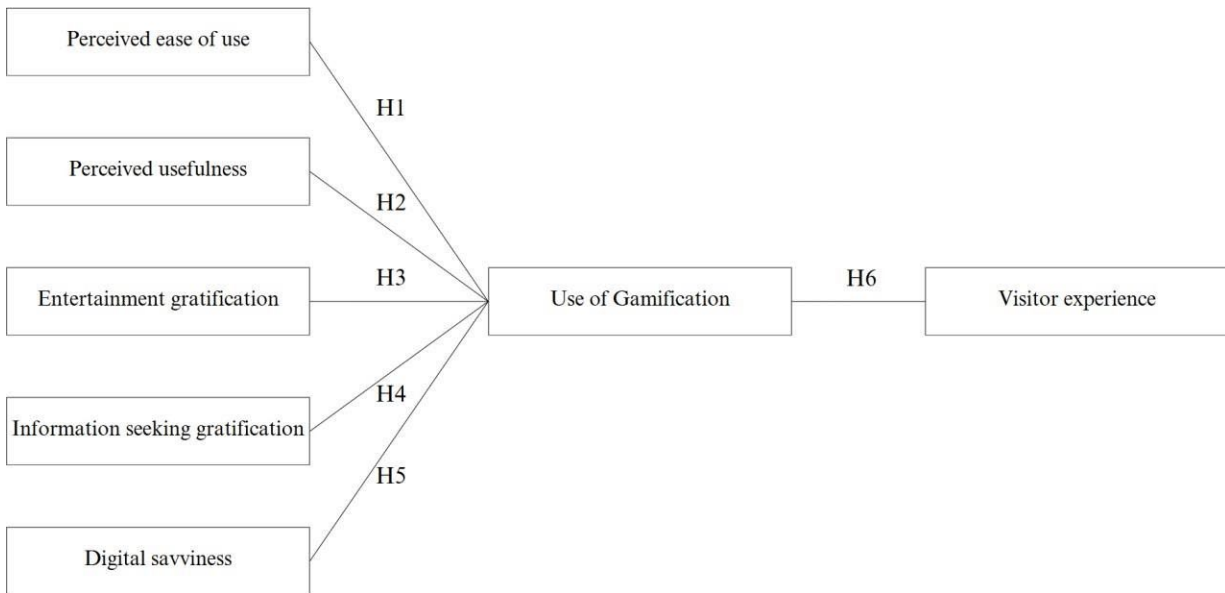 Perceived ease of use
H1
Perceived usefulness
H2
Entertainment gratification
H3
Use of Gamification
H6
Visitor experience
Information seeking gratification
H4
H5
Digital savviness